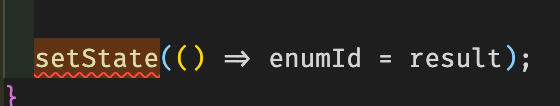 setState(() => enumId = result);
}